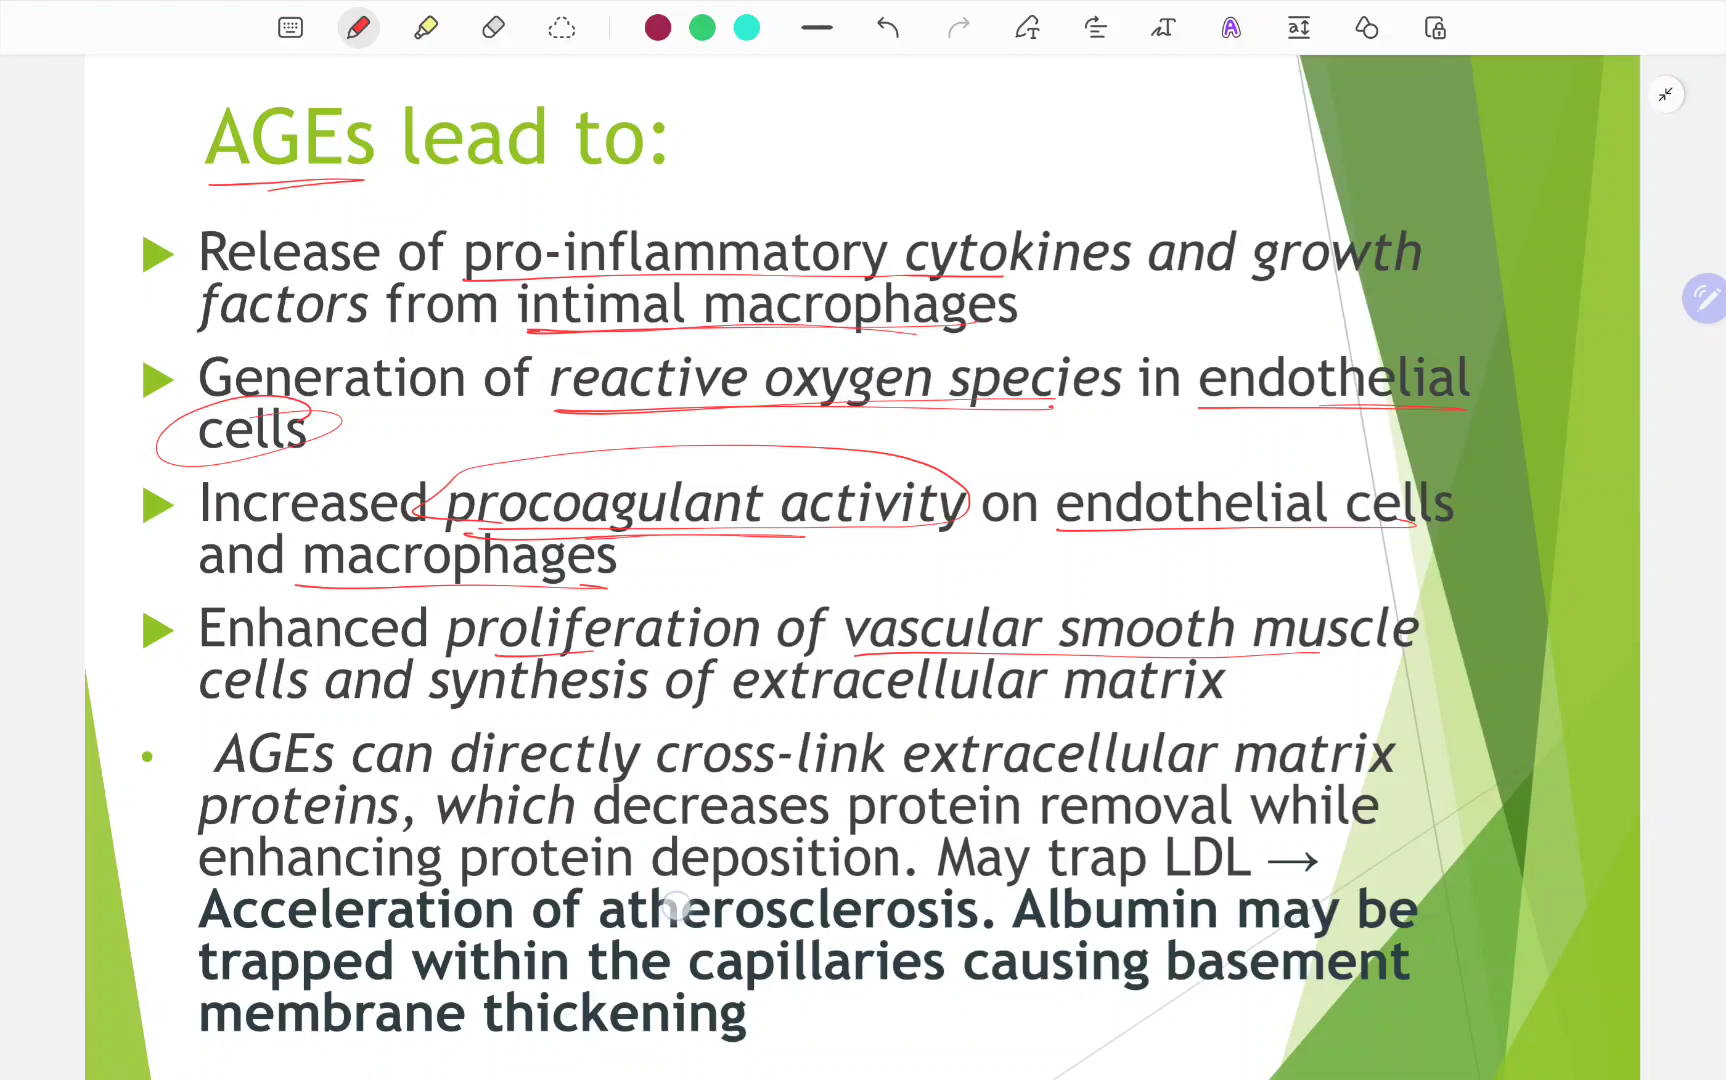 AGEs lead to:
Release of pro-inflammatory cytokines and growth
factors from intimal macrophages
Generation of reactive oxygen species in endothelial
cells
Increased procoagulant activity on endothelial cells
and macrophages
Enhanced proliferation of vascular smooth muscle
cells and synthesis of extracellular matrix
AGEs can directly cross-link extracellular matrix
proteins, which decreases protein removal while
enhancing protein deposition. May trap LDL →
Acceleration of atherosclerosis. Albumin may be
trapped within the capillaries causing basement
membrane thickening